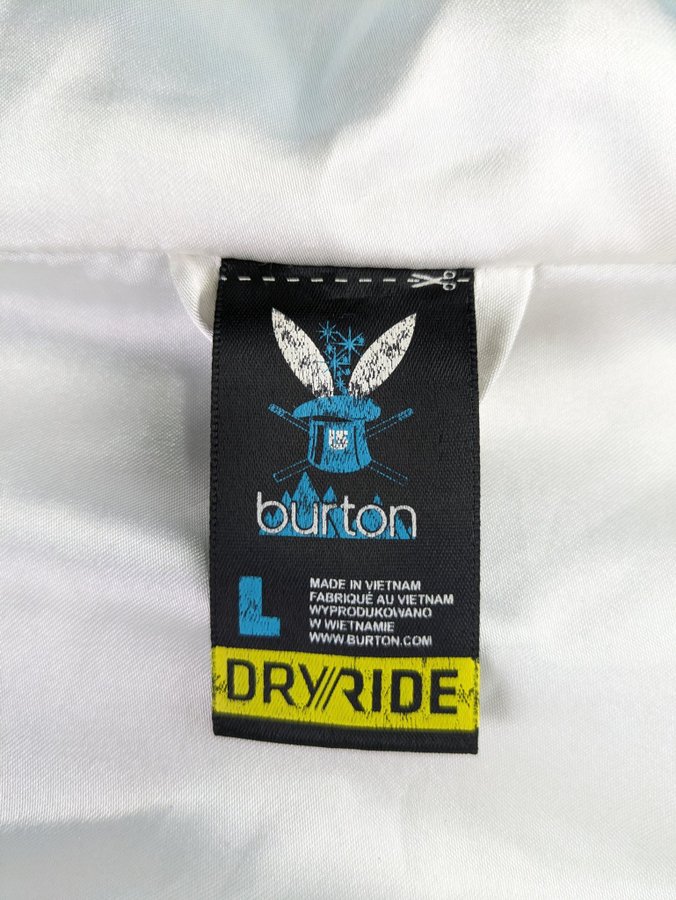 burton
L
MADE IN VIETNAM
FABRIQUÉ AU VIETNAM
WYPRODUKOWANO
W WIETNAMIE
WWW.BURTON.COM
DRYRIDE